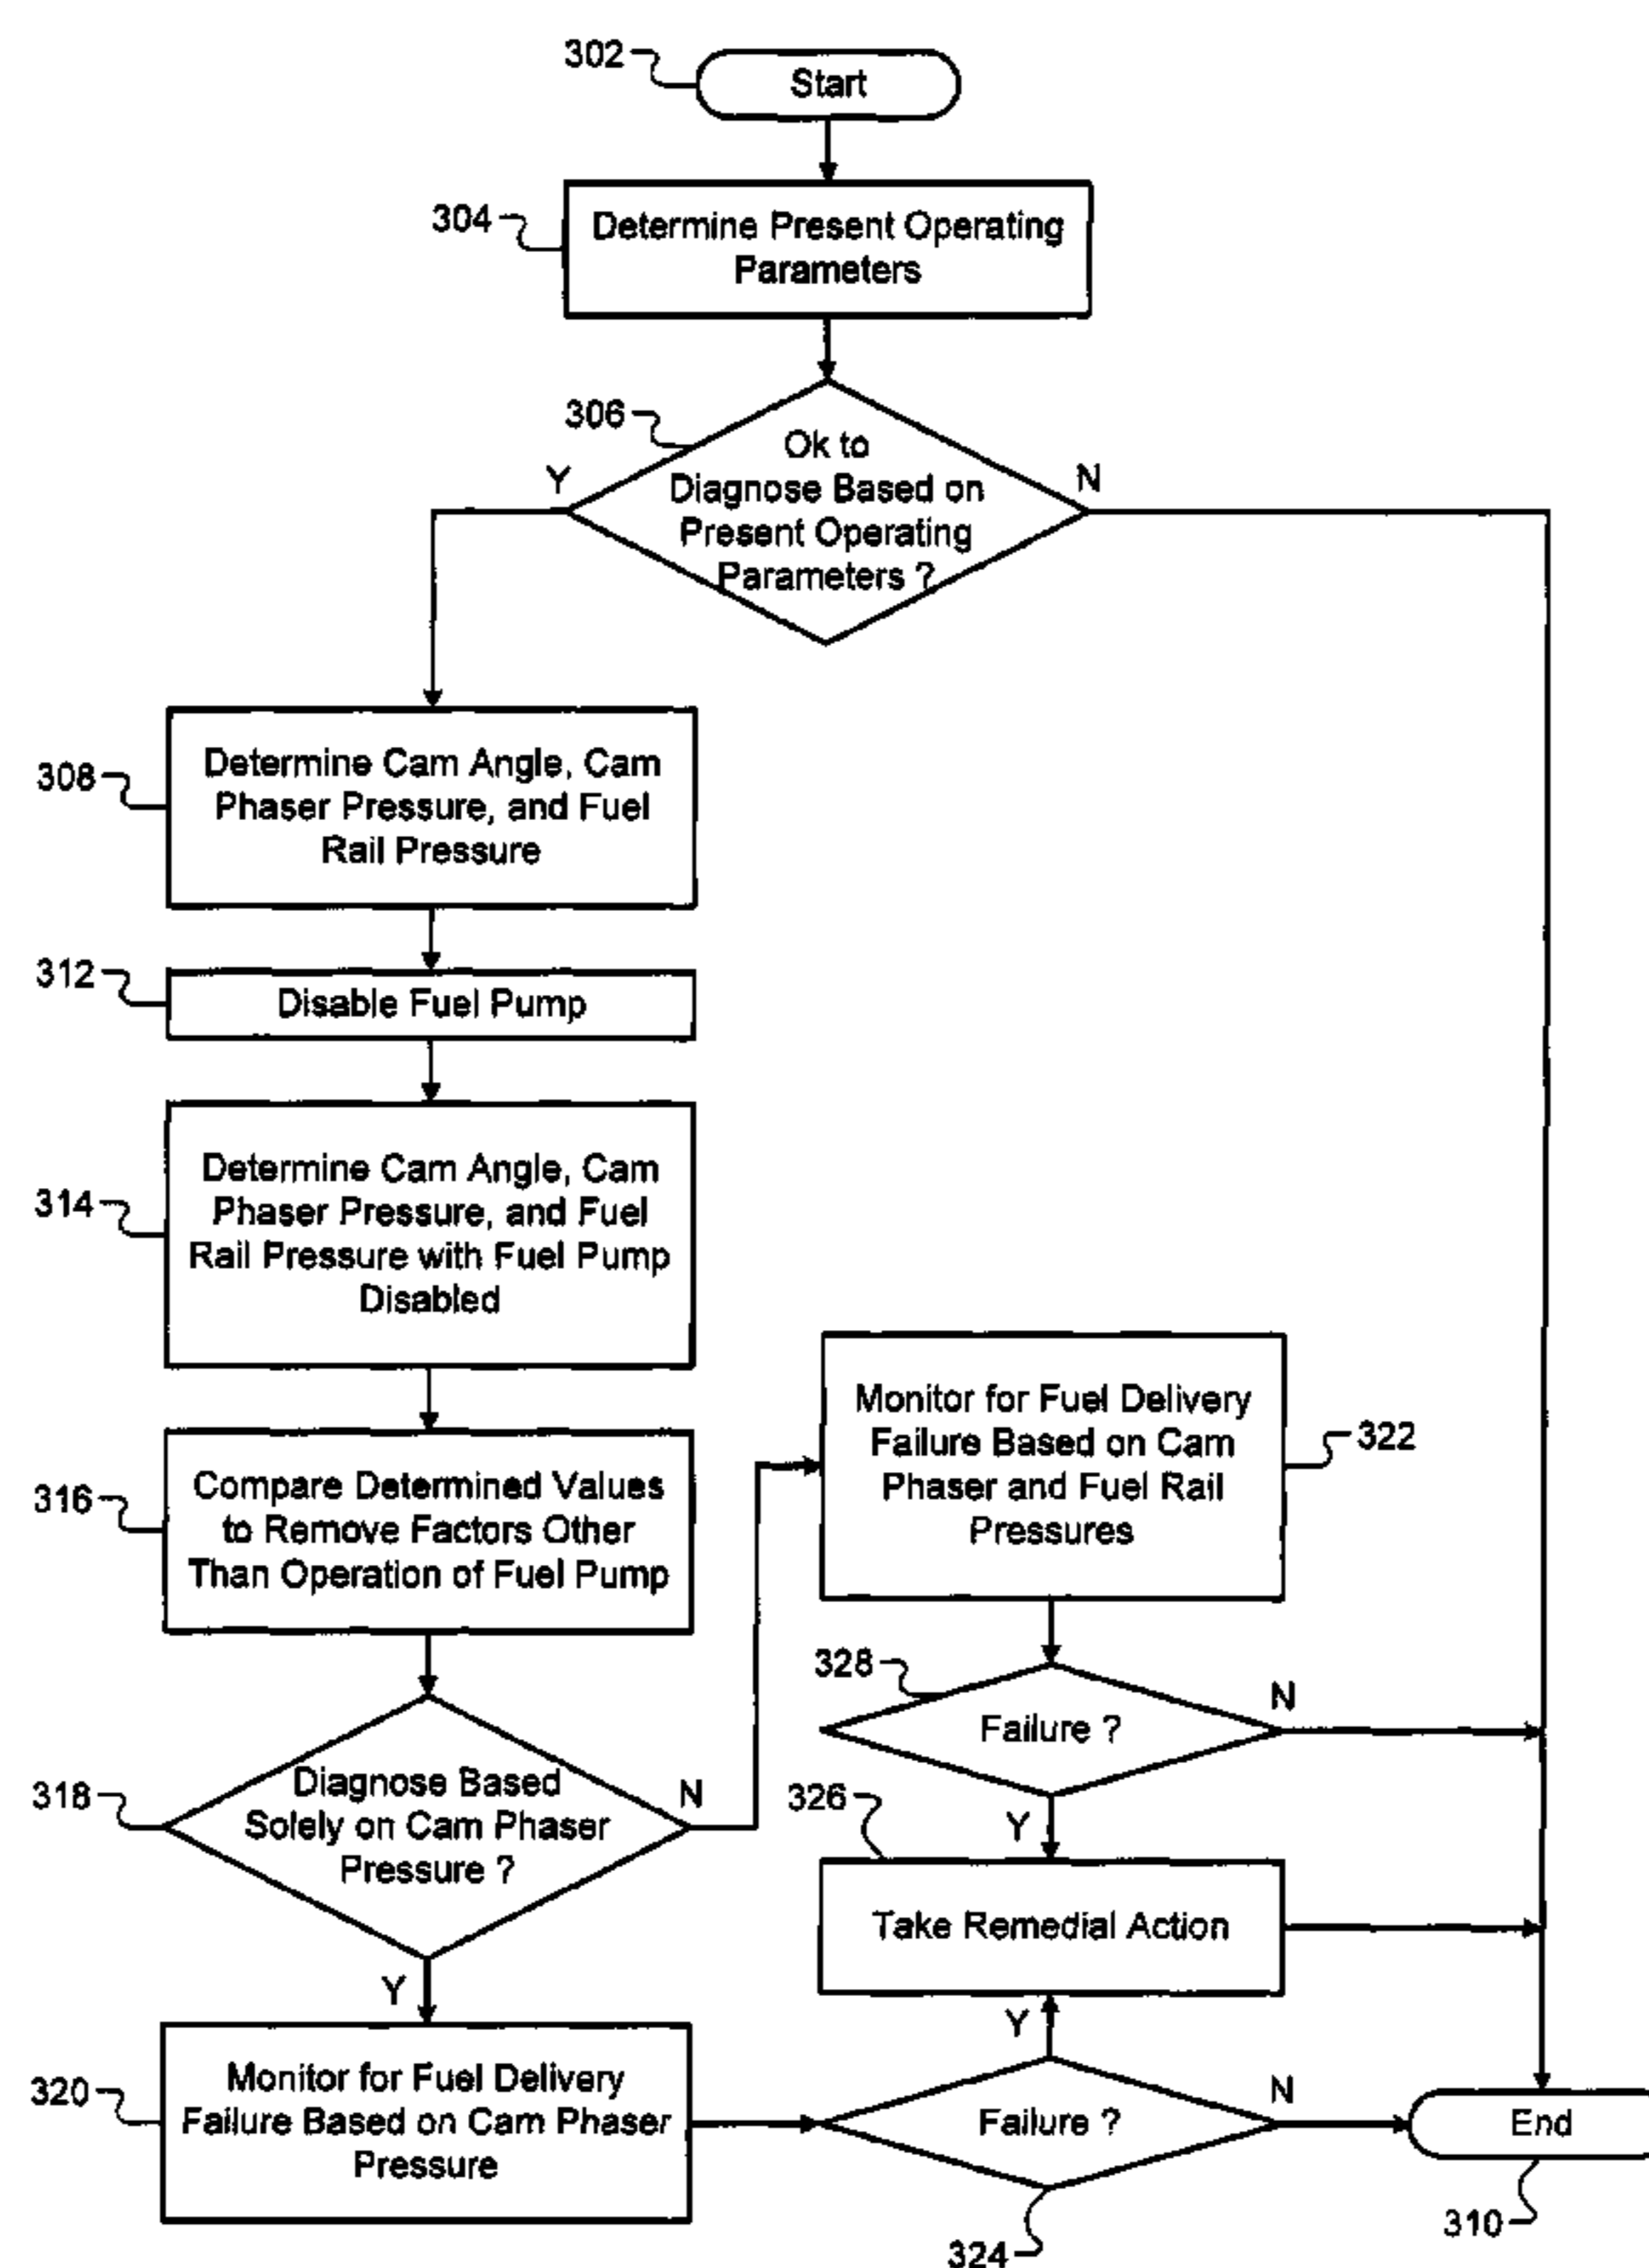 302
Start
304
Determine Present Operating
Parameters
306
Ok to
Diagnose Based on
Present Operating
Parameters ?
Y
N
308
Determine Cam Angle, Cam
Phaser Pressure, and Fuel
Rail Pressure
312
Disable Fuel Pump
314
Determine Cam Angle, Cam
Phaser Pressure, and Fuel
Rail Pressure with Fuel Pump
Disabled
316
Compare Determined Values
to Remove Factors Other
Than Operation of Fuel Pump
318
Diagnose Based
Solely on Cam Phaser
Pressure ?
N
Y
320
Monitor for Fuel Delivery
Failure Based on Cam Phaser
Pressure
Monitor for Fuel Delivery
Failure Based on Cam
Phaser and Fuel Rail
Pressures
322
328
Failure ?
N
Y
326
Take Remedial Action
Y
Failure ?
N
324
End
310